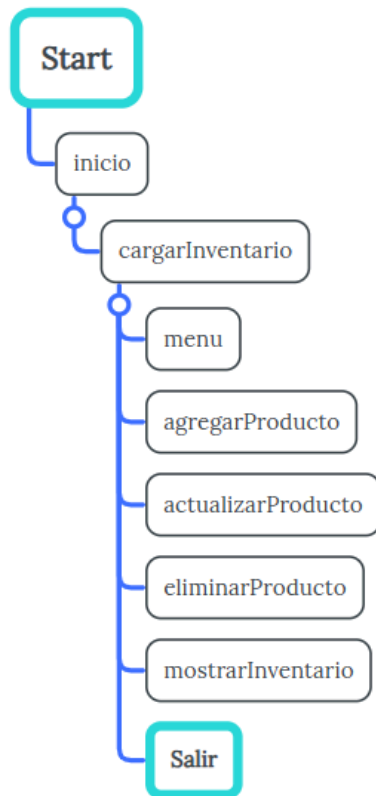 Start
inicio
cargarInventario
menu
agregarProducto
actualizarProducto
eliminarProducto
mostrarInventario
Salir